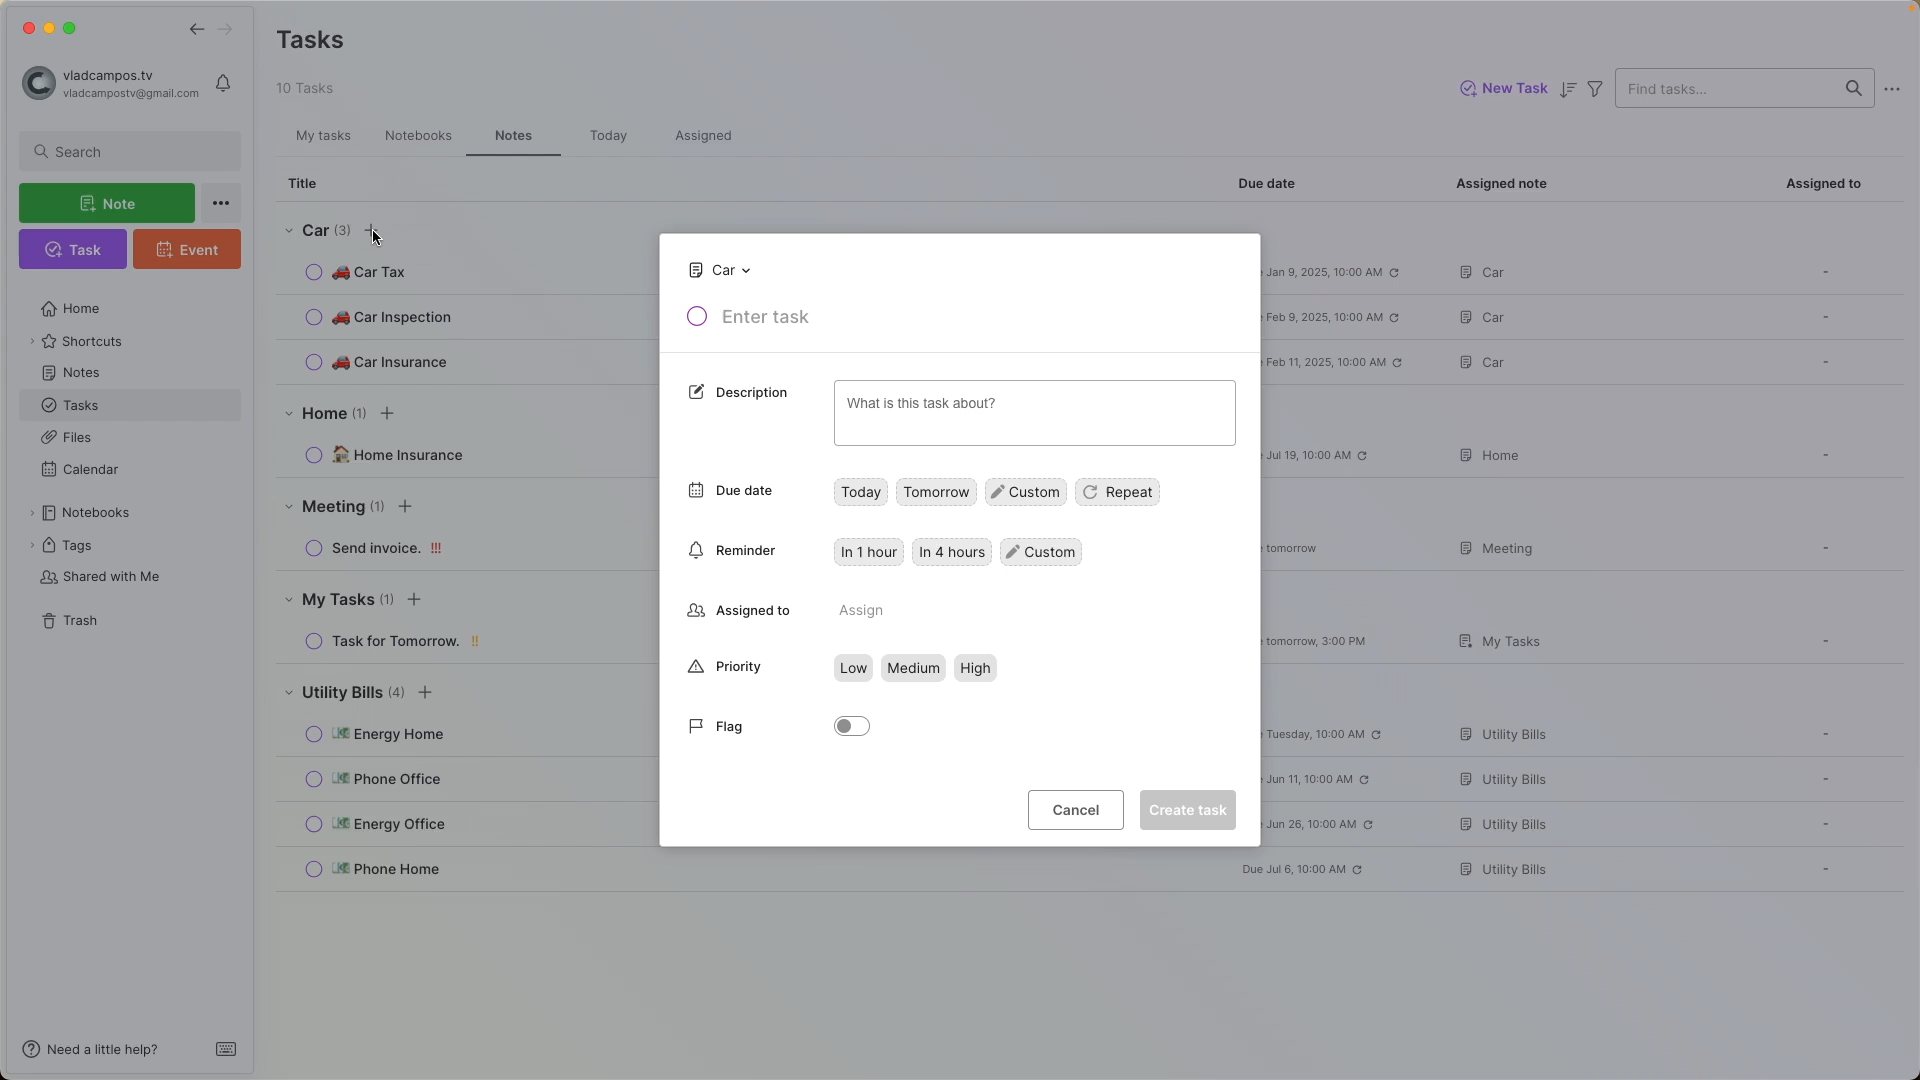 Tasks
vladcampos.tv
vladcampostv@gmail.com
10 Tasks
New Task
Find tasks...
My tasks
Notebooks
Notes
Today
Assigned
Search
Note
Task
Event
Home
Shortcuts
Notes
Tasks
Files
Calendar
Notebooks
Tags
Shared with Me
Trash
Need a little help?
Title
Due date
Assigned note
Assigned to
Car (3)
Car Tax
Jan 9, 2025, 10:00 AM
Car
-
Car Inspection
Feb 9, 2025, 10:00 AM
Car
-
Car Insurance
Feb 11, 2025, 10:00 AM
Car
-
Home (1)
Home Insurance
Jul 19, 10:00 AM
Home
-
Meeting (1)
Send invoice. !!!
tomorrow
Meeting
-
My Tasks (1)
Task for Tomorrow. !!
tomorrow, 3:00 PM
My Tasks
-
Utility Bills (4)
Energy Home
Tuesday, 10:00 AM
Utility Bills
-
Phone Office
Jun 11, 10:00 AM
Utility Bills
-
Energy Office
Jun 26, 10:00 AM
Utility Bills
-
Phone Home
Due Jul 6, 10:00 AM
Utility Bills
-
Car
Enter task
Description
What is this task about?
Due date
Today
Tomorrow
Custom
Repeat
Reminder
In 1 hour
In 4 hours
Custom
Assigned to
Assign
Priority
Low
Medium
High
Flag
Cancel
Create task